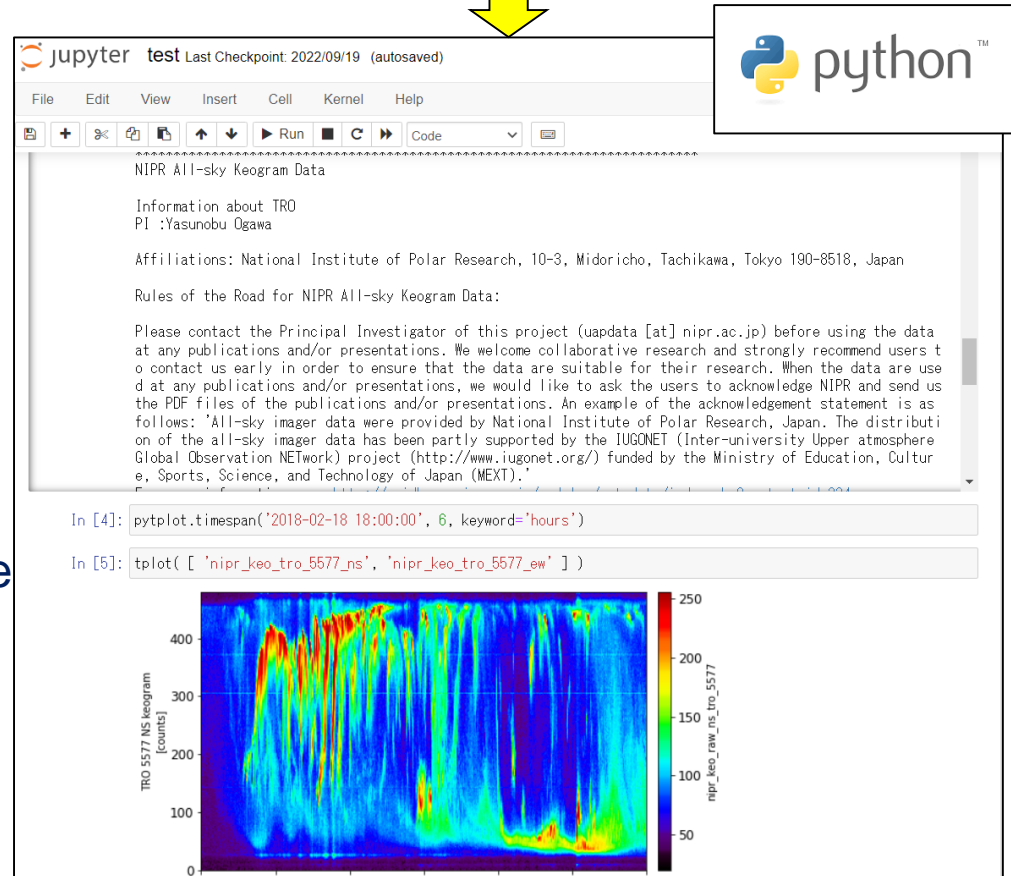 python™
jupyter test Last Checkpoint: 2022/09/19 (autosaved)
File Edit View Insert Cell Kernel Help
Run Code
NIPR All-sky Keogram Data
Information about TRO
PI :Yasunobu Ogawa
Affiliations: National Institute of Polar Research, 10-3, Midoricho, Tachikawa, Tokyo 190-8518, Japan
Rules of the Road for NIPR All-sky Keogram Data:
Please contact the Principal Investigator of this project (uapdata [at] nipr.ac.jp) before using the data
at any publications and/or presentations. We welcome collaborative research and strongly recommend users t
o contact us early in order to ensure that the data are suitable for their research. When the data are use
d at any publications and/or presentations, we would like to ask the users to acknowledge NIPR and send us
the PDF files of the publications and/or presentations. An example of the acknowledgement statement is as
follows: 'All-sky imager data were provided by National Institute of Polar Research, Japan. The distributi
on of the all-sky imager data has been partly supported by the IUGONET (Inter-university Upper atmosphere
Global Observation NETwork) project (http://www.iugonet.org/) funded by the Ministry of Education, Cultur
e, Sports, Science, and Technology of Japan (MEXT).'
In [4]: pytplot.timespan('2018-02-18 18:00:00', 6, keyword='hours')
e
In [5]: tplot( [ 'nipr_keo_tro_5577_ns', 'nipr_keo_tro_5577_ew' ] )
TRO 5577 NS keogram
[counts]
400
300
200
100
0
250
200
150
100
50
nipr_keo_raw_ns_tro_5577